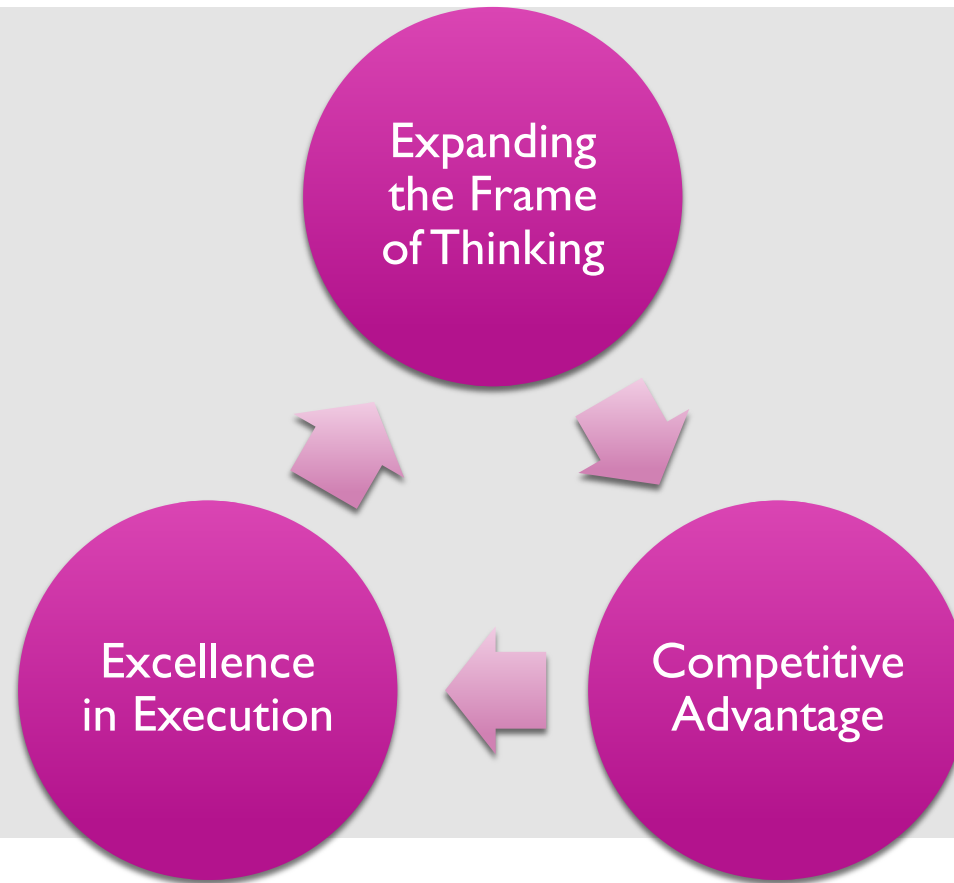 Expanding
the Frame
of Thinking
Competitive
Advantage
Excellence
in Execution